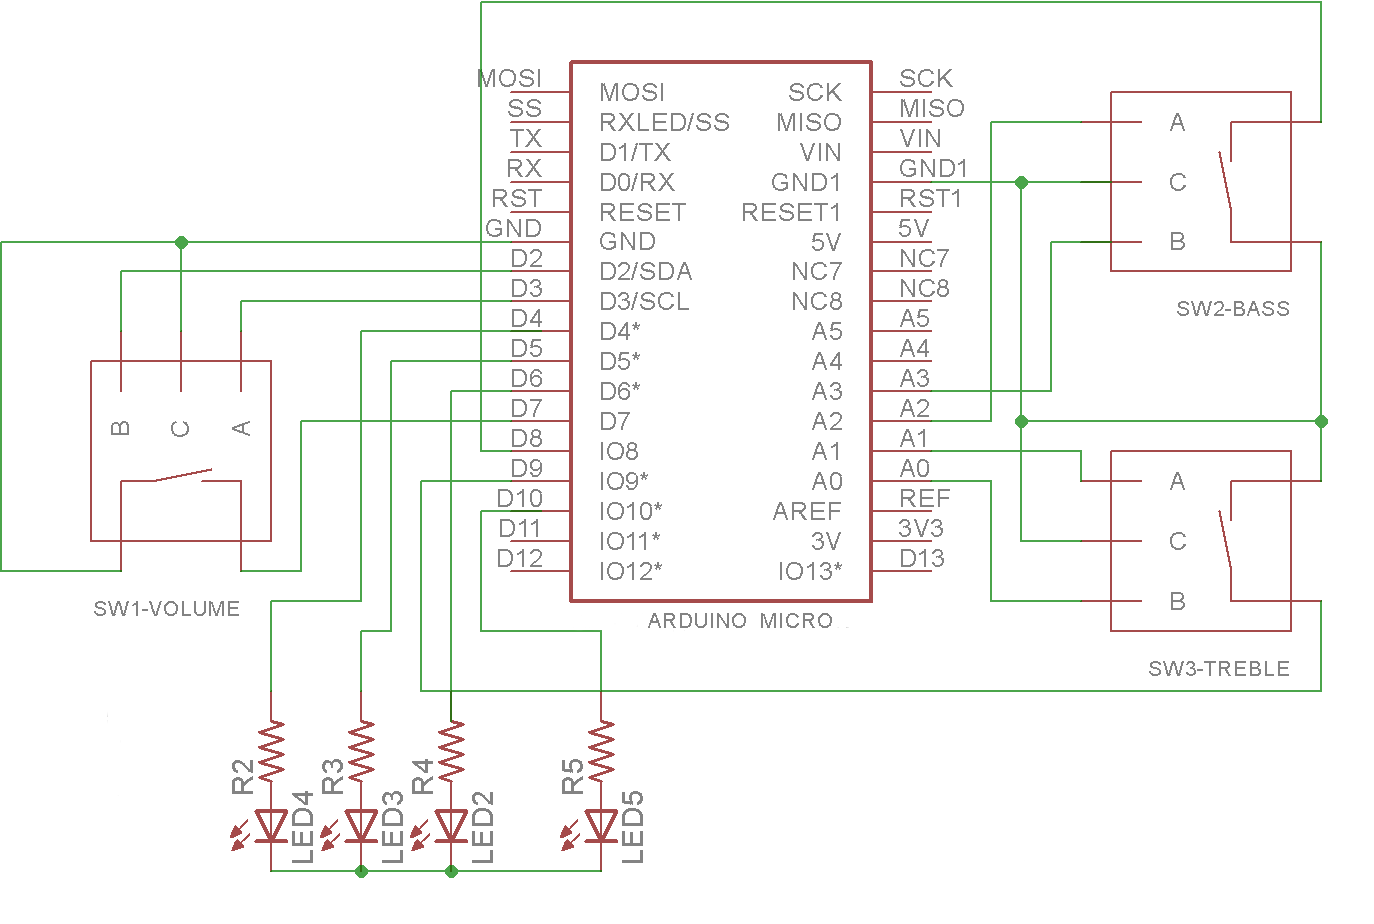 MOSI
SS
TX
RX
RST
GND
D2
D3
D4
D5
D6
D7
D8
D9
D10
D11
D12
MOSI
RXLED/SS
D1/TX
D0/RX
RESET
GND
D2/SDA
D3/SCL
D4*
D5*
D6*
D7
IO8
IO9*
IO10*
IO11*
IO12*
SCK
MISO
VIN
GND1
RESET1
5V
NC7
NC8
A5
A4
A3
A2
A1
A0
AREF
3V
IO13*
SCK
MISO
VIN
GND1
RST1
5V
NC7
NC8
A5
A4
A3
A2
A1
A0
REF
3V3
D13
ARDUINO MICRO
A
C
B
SW2-BASS
A
C
B
SW3-TREBLE
B
C
A
SW1-VOLUME
R2
LED4
R3
LED3
R4
LED2
R5
LED5